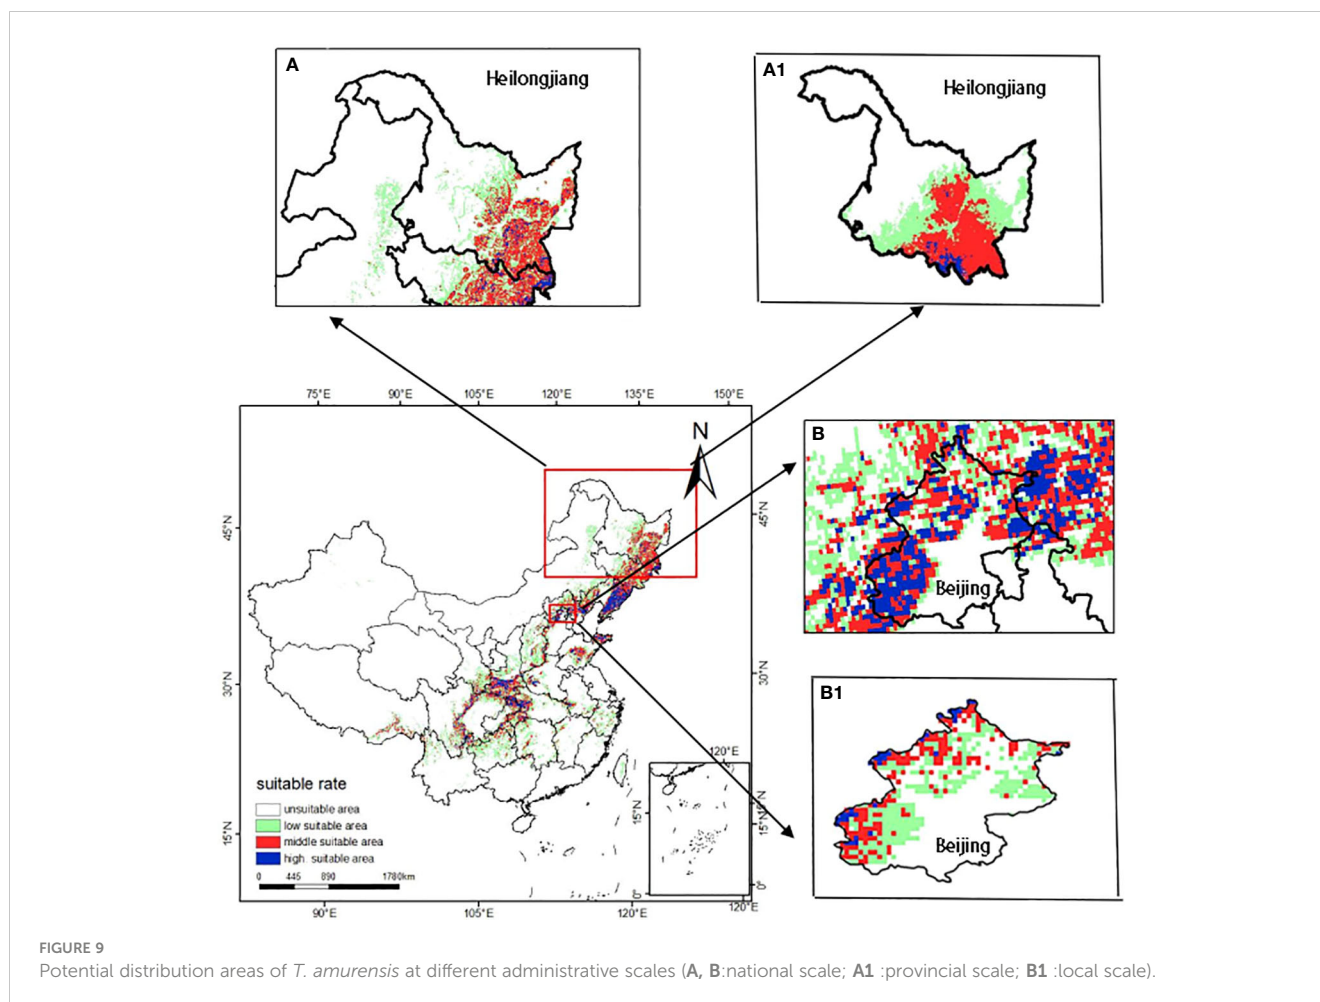 A
Heilongjiang
A1
Heilongjiang
75°E 90°E 105°E 120°E 135°E 150°E
N
B
Beijing
45°N
45°N
30°N
30°N
15°N
15°N
B1
Beijing
suitable rate
unsuitable area
low suitable area
middle suitable area
high suitable area
0 445 890 1780km
120°E
15°N
0°
0°
90°E 105°E 120°E 120°E
FIGURE 9
Potential distribution areas of T. amurensis at different administrative scales (A, B:national scale; A1 :provincial scale; B1 :local scale).